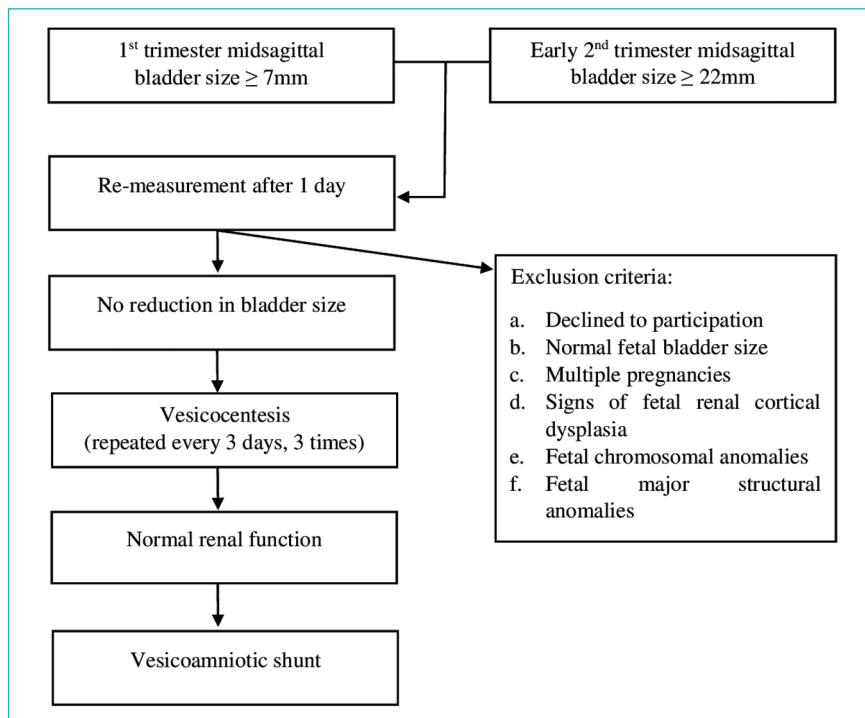 1st trimester midsagittal
bladder size ≥ 7mm
Early 2nd trimester midsagittal
bladder size ≥ 22mm
Re-measurement after 1 day
No reduction in bladder size
Vesicocentesis
(repeated every 3 days, 3 times)
Normal renal function
Vesicoamniotic shunt
Exclusion criteria:
a. Declined to participation
b. Normal fetal bladder size
c. Multiple pregnancies
d. Signs of fetal renal cortical
dysplasia
e. Fetal chromosomal anomalies
f. Fetal major structural
anomalies